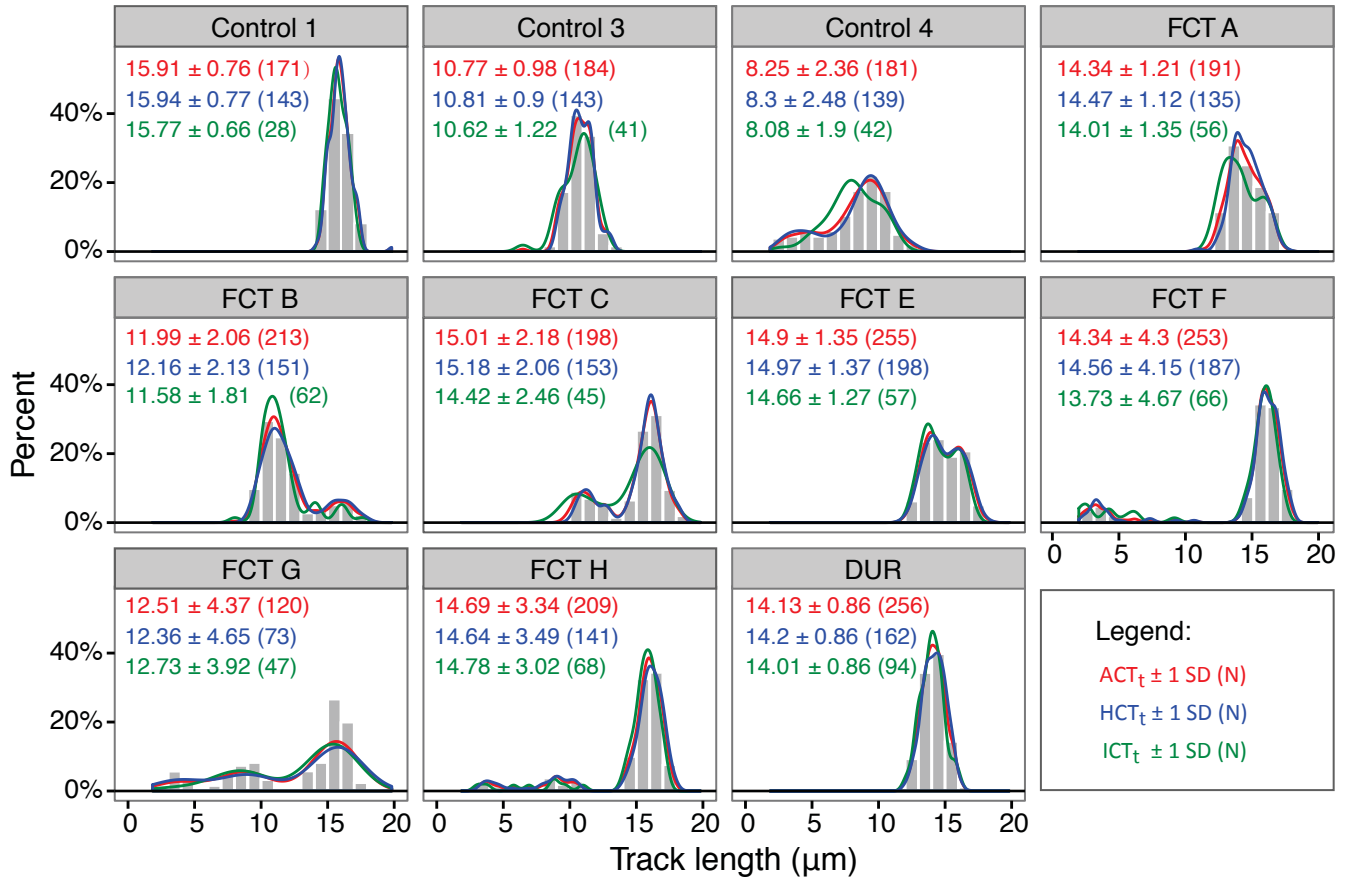 Control 1
15.91 ± 0.76 (171)
15.94 ± 0.77 (143)
15.77 ± 0.66 (28)
Control 3
10.77 ± 0.98 (184)
10.81 ± 0.9 (143)
10.62 ± 1.22 (41)
Control 4
8.25 ± 2.36 (181)
8.3 ± 2.48 (139)
8.08 ± 1.9 (42)
FCT A
14.34 ± 1.21 (191)
14.47 ± 1.12 (135)
14.01 ± 1.35 (56)
40%
20%
0%
FCT B
11.99 ± 2.06 (213)
12.16 ± 2.13 (151)
11.58 ± 1.81 (62)
FCT C
15.01 ± 2.18 (198)
15.18 ± 2.06 (153)
14.42 ± 2.46 (45)
FCT E
14.9 ± 1.35 (255)
14.97 ± 1.37 (198)
14.66 ± 1.27 (57)
FCT F
14.34 ± 4.3 (253)
14.56 ± 4.15 (187)
13.73 ± 4.67 (66)
Percent
40%
20%
0%
0 5 10 15 20
FCT G
12.51 ± 4.37 (120)
12.36 ± 4.65 (73)
12.73 ± 3.92 (47)
FCT H
14.69 ± 3.34 (209)
14.64 ± 3.49 (141)
14.78 ± 3.02 (68)
DUR
14.13 ± 0.86 (256)
14.2 ± 0.86 (162)
14.01 ± 0.86 (94)
Legend:
ACTt ± 1 SD (N)
HCTt ± 1 SD (N)
ICTt ± 1 SD (N)
40%
20%
0%
0 5 10 15 20
0 5 10 15 20
0 5 10 15 20
Track length (µm)